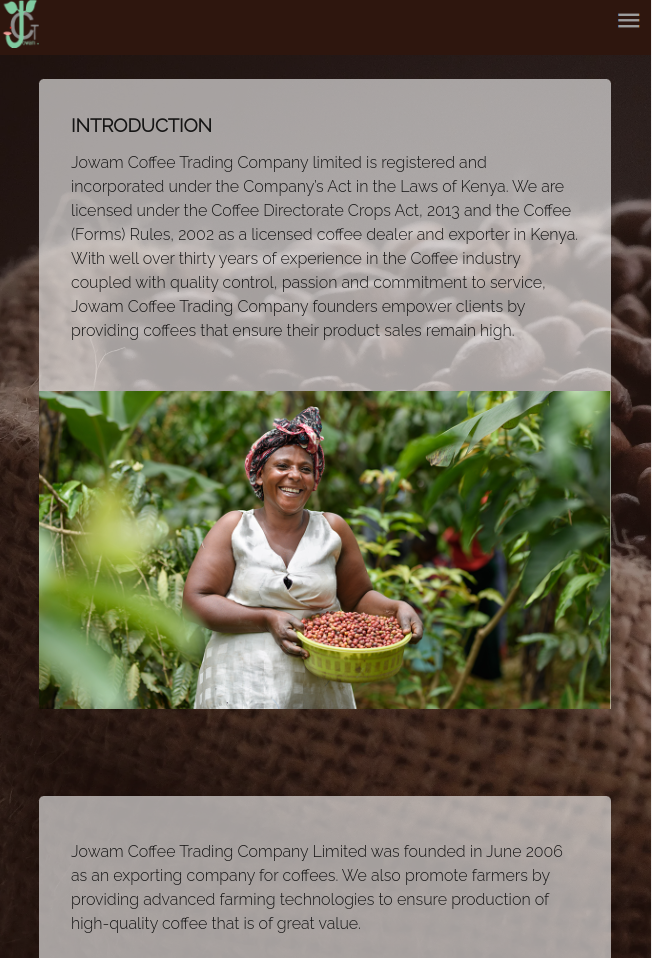 INTRODUCTION
Jowam Coffee Trading Company limited is registered and
incorporated under the Company's Act in the Laws of Kenya. We are
licensed under the Coffee Directorate Crops Act, 2013 and the Coffee
(Forms) Rules, 2002 as a licensed coffee dealer and exporter in Kenya.
With well over thirty years of experience in the Coffee industry
coupled with quality control, passion and commitment to service,
Jowam Coffee Trading Company founders empower clients by
providing coffees that ensure their product sales remain high.
Jowam Coffee Trading Company Limited was founded in June 2006
as an exporting company for coffees. We also promote farmers by
providing advanced farming technologies to ensure production of
high-quality coffee that is of great value.